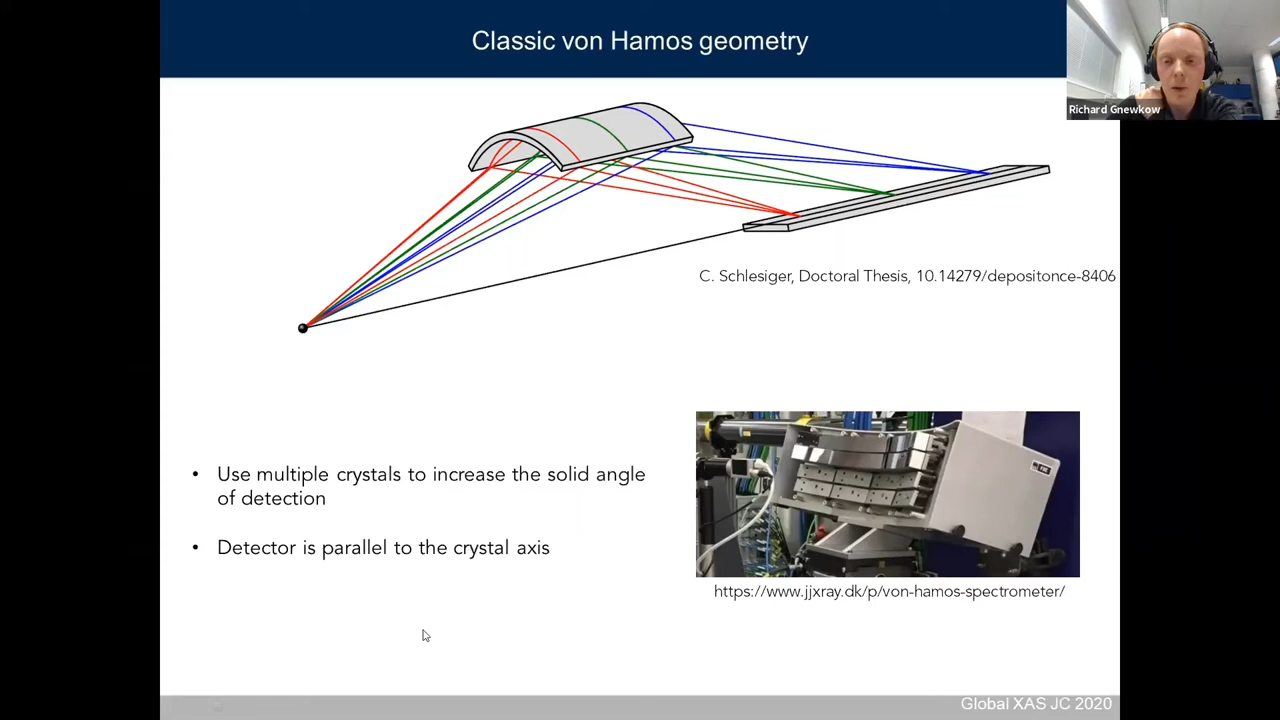 Classic von Hamos geometry
Richard Gnewkow
C. Schlesiger, Doctoral Thesis, 10.14279/depositonce-8406
• Use multiple crystals to increase the solid angle
of detection
• Detector is parallel to the crystal axis
https://www.jjxray.dk/p/von-hamos-spectrometer/
Global XAS JC 2020